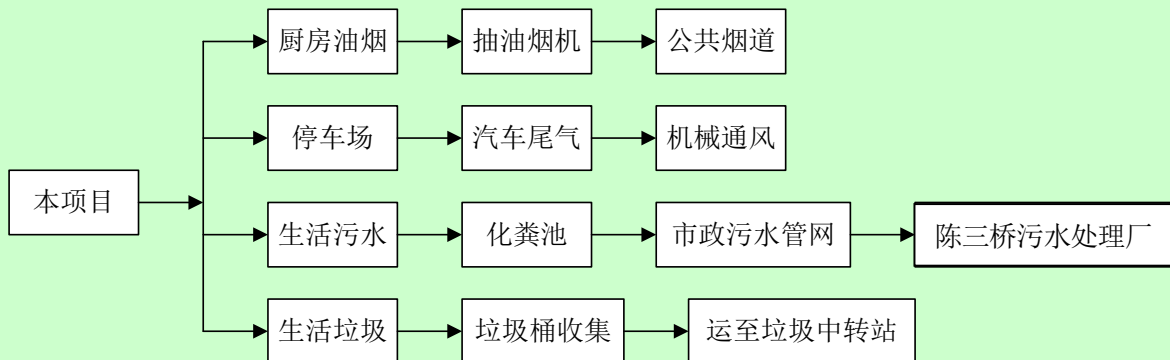 厨房油烟
抽油烟机
公共烟道
停车场
汽车尾气
机械通风
本项目
生活污水
化粪池
市政污水管网
陈三桥污水处理厂
生活垃圾
垃圾桶收集
运至垃圾中转站